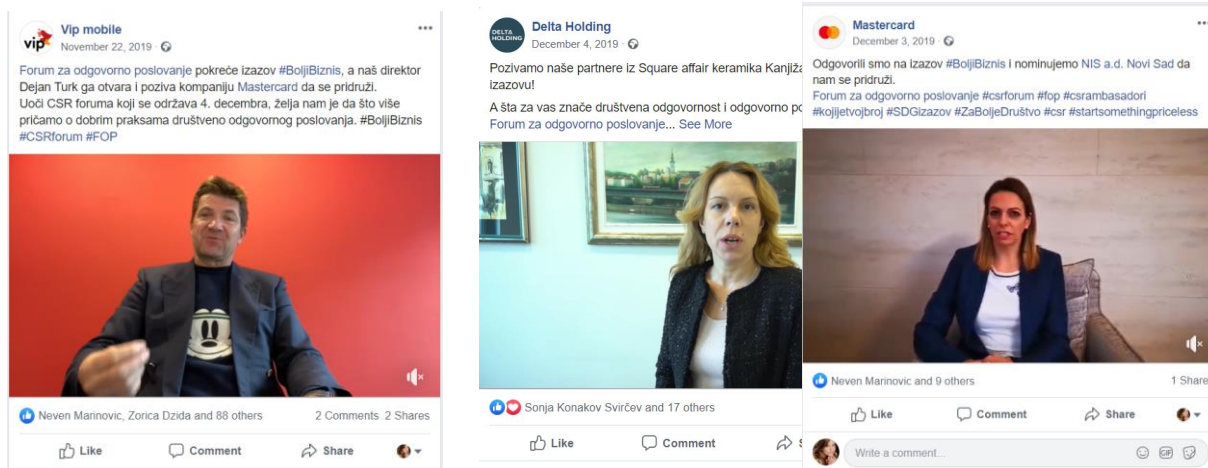 vip
Vip mobile
November 22, 2019
Forum za odgovorno poslovanje pokreće izazov #BoljiBiznis, a naš direktor
Dejan Turk ga otvara i poziva kompaniju Mastercard da se pridruži.
Uoči CSR foruma koji se održava 4. decembra, želja nam je da što više
pričamo o dobrim praksama društveno odgovornog poslovanja. #BoljiBiznis
#CSRforum #FOP
Neven Marinovic, Zorica Dzida and 88 others
2 Comments 2 Shares
Like Comment Share
DELTA
HOLDING
Delta Holding
December 4, 2019
Pozivamo naše partnere iz Square affair keramika Kanjiža
izazovu!
A šta za vas znače društvena odgovornost i odgovorno po
Forum za odgovorno poslovanje... See More
Sonja Konakov Svirčev and 17 others
Like Comment S
Mastercard
December 3, 2019
Odgovorili smo na izazov #BoljiBiznis i nominujemo NIS a.d. Novi Sad da
nam se pridruži.
Forum za odgovorno poslovanje #csrforum #fop #csrambasadori
#kojijetvojbroj #SDGizazov #ZaBoljeDruštvo #csr #startsomethingpriceless
Neven Marinovic and 9 others
1 Share
Like Comment Share
Write a comment...
GIF